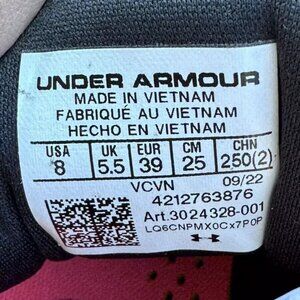 UNDER ARMOUR
MADE IN VIETNAM
FABRIQUÉ AU VIETNAM
HECHO EN VIETNAM
USA UK EUR CM CHN
8 5.5 39 25 250(2)
VCVN 09/22
4212763876
Art.3024328-001
LQ6CNPMX0Cx7P0P